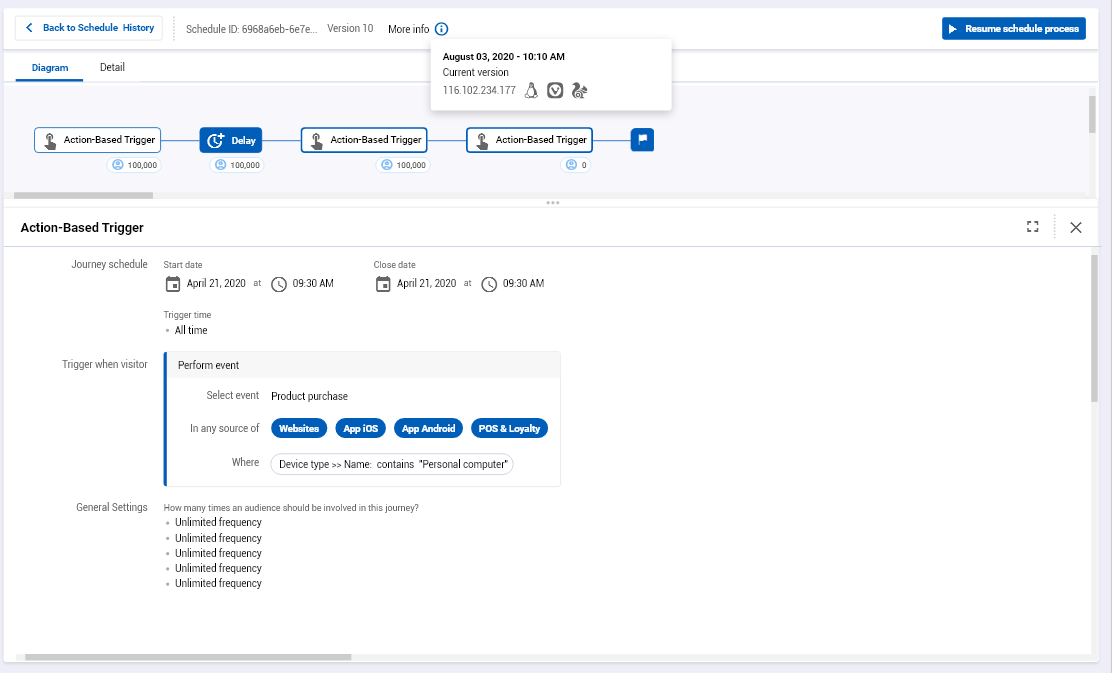 Back to Schedule History
Schedule ID: 6968a6eb-6e7e... Version 10 More info
Resume schedule process
August 03, 2020 - 10:10 AM
Current version
116.102.234.177
Diagram Detail
Action-Based Trigger Delay Action-Based Trigger Action-Based Trigger
100,000 100,000 100,000 0
Action-Based Trigger
Journey schedule Start date Close date
April 21, 2020 at 09:30 AM April 21, 2020 at 09:30 AM
Trigger time
All time
Trigger when visitor Perform event
Select event Product purchase
In any source of Websites App iOS App Android POS & Loyalty
Where Device type >> Name: contains "Personal computer"
General Settings How many times an audience should be involved in this journey?
Unlimited frequency
Unlimited frequency
Unlimited frequency
Unlimited frequency
Unlimited frequency